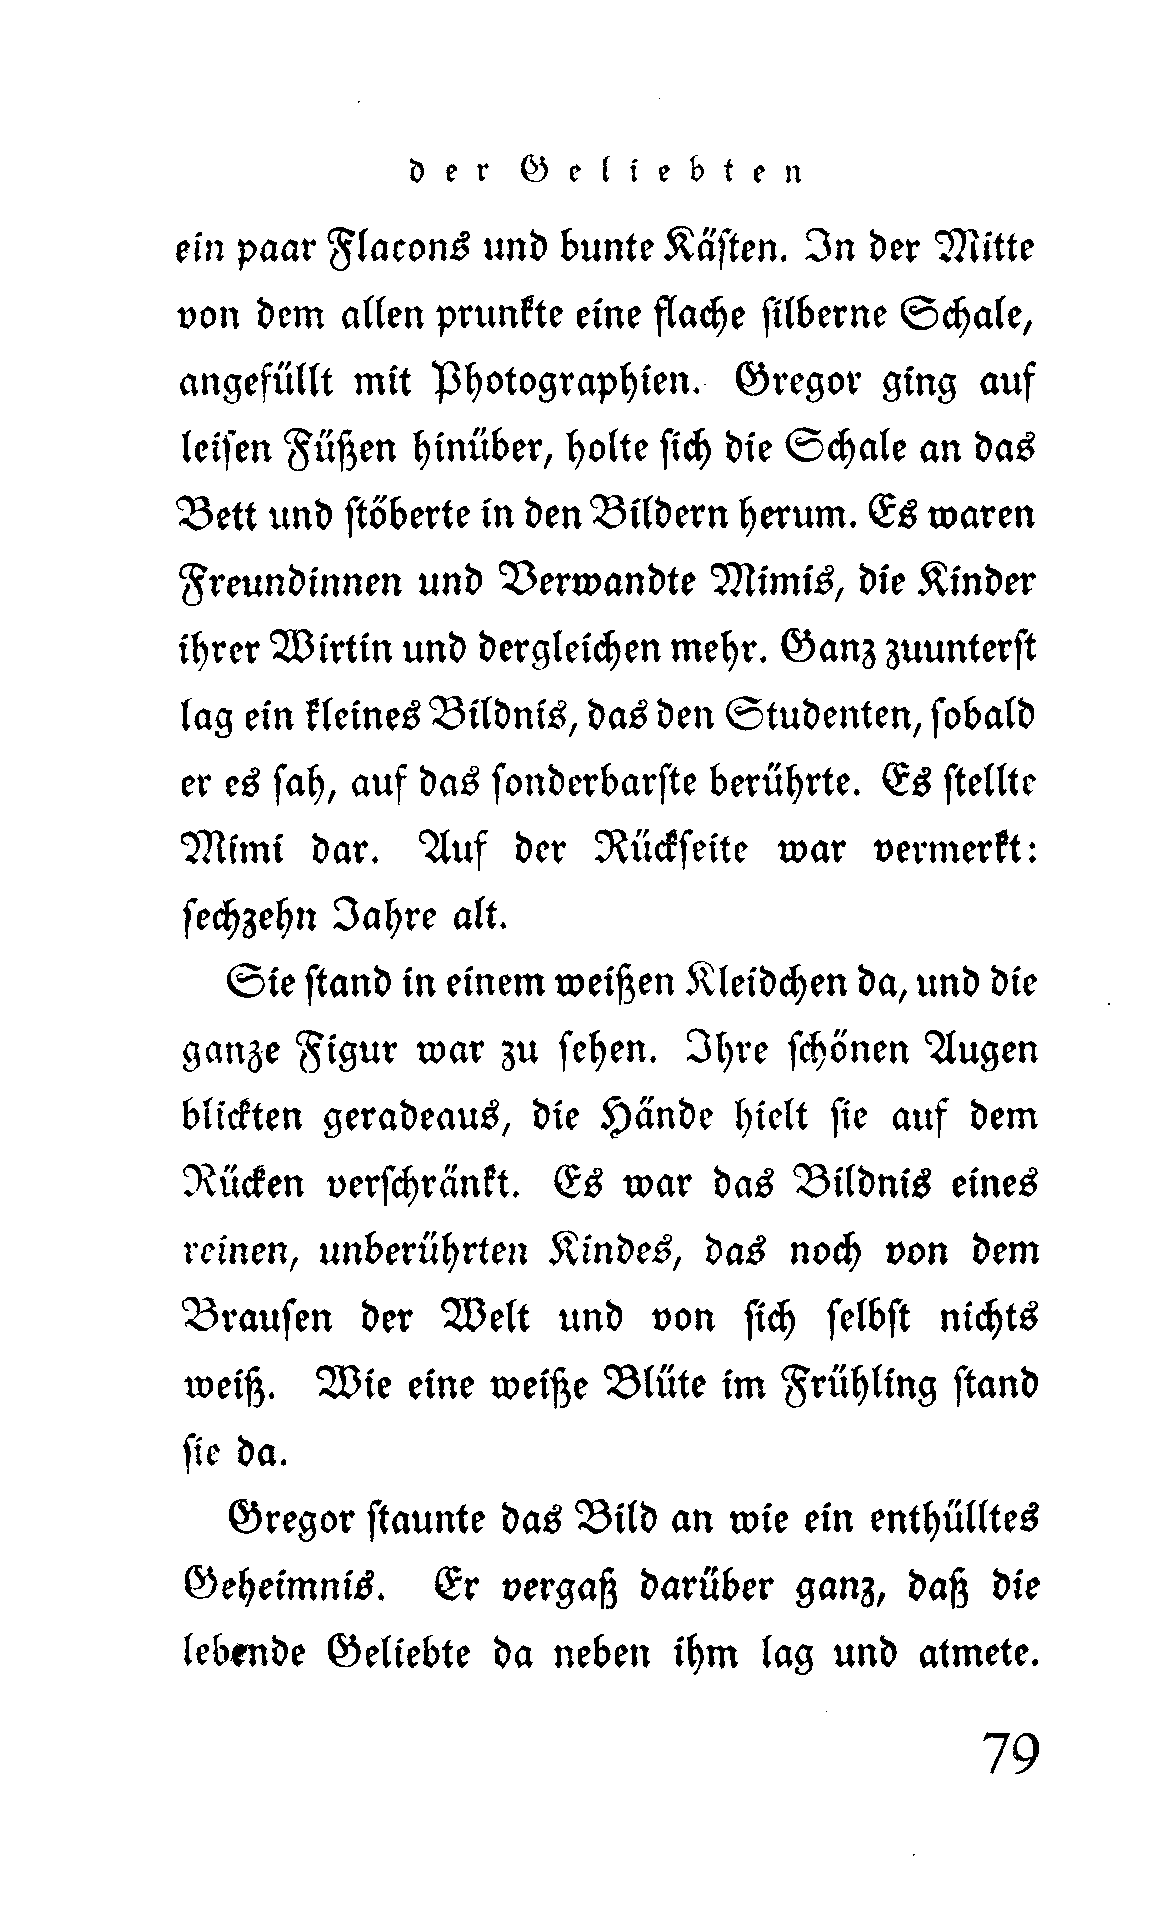 der Geliebten
ein paar Flacons und bunte Käſten. In der Mitte
von dem allen prunkte eine flache ſilberne Schale,
angefüllt mit Photographien. Gregor ging auf
leiſen Füßen hinüber, holte ſich die Schale an das
Bett und ſtöberte in den Bildern herum. Es waren
Freundinnen und Verwandte Mimis, die Kinder
ihrer Wirtin und dergleichen mehr. Ganz zuunterſt
lag ein kleines Bildnis, das den Studenten, ſobald
er es ſah, auf das ſonderbarſte berührte. Es ſtellte
Mimi dar. Auf der Rückſeite war vermerkt:
ſechzehn Jahre alt.
Sie ſtand in einem weißen Kleidchen da, und die
ganze Figur war zu ſehen. Ihre ſchönen Augen
blickten geradeaus, die Hände hielt ſie auf dem
Rücken verſchränkt. Es war das Bildnis eines
reinen, unberührten Kindes, das noch von dem
Brauſen der Welt und von ſich ſelbſt nichts
weiß. Wie eine weiße Blüte im Frühling ſtand
ſie da.
Gregor ſtaunte das Bild an wie ein enthülltes
Geheimnis. Er vergaß darüber ganz, daß die
lebende Geliebte da neben ihm lag und atmete.
79